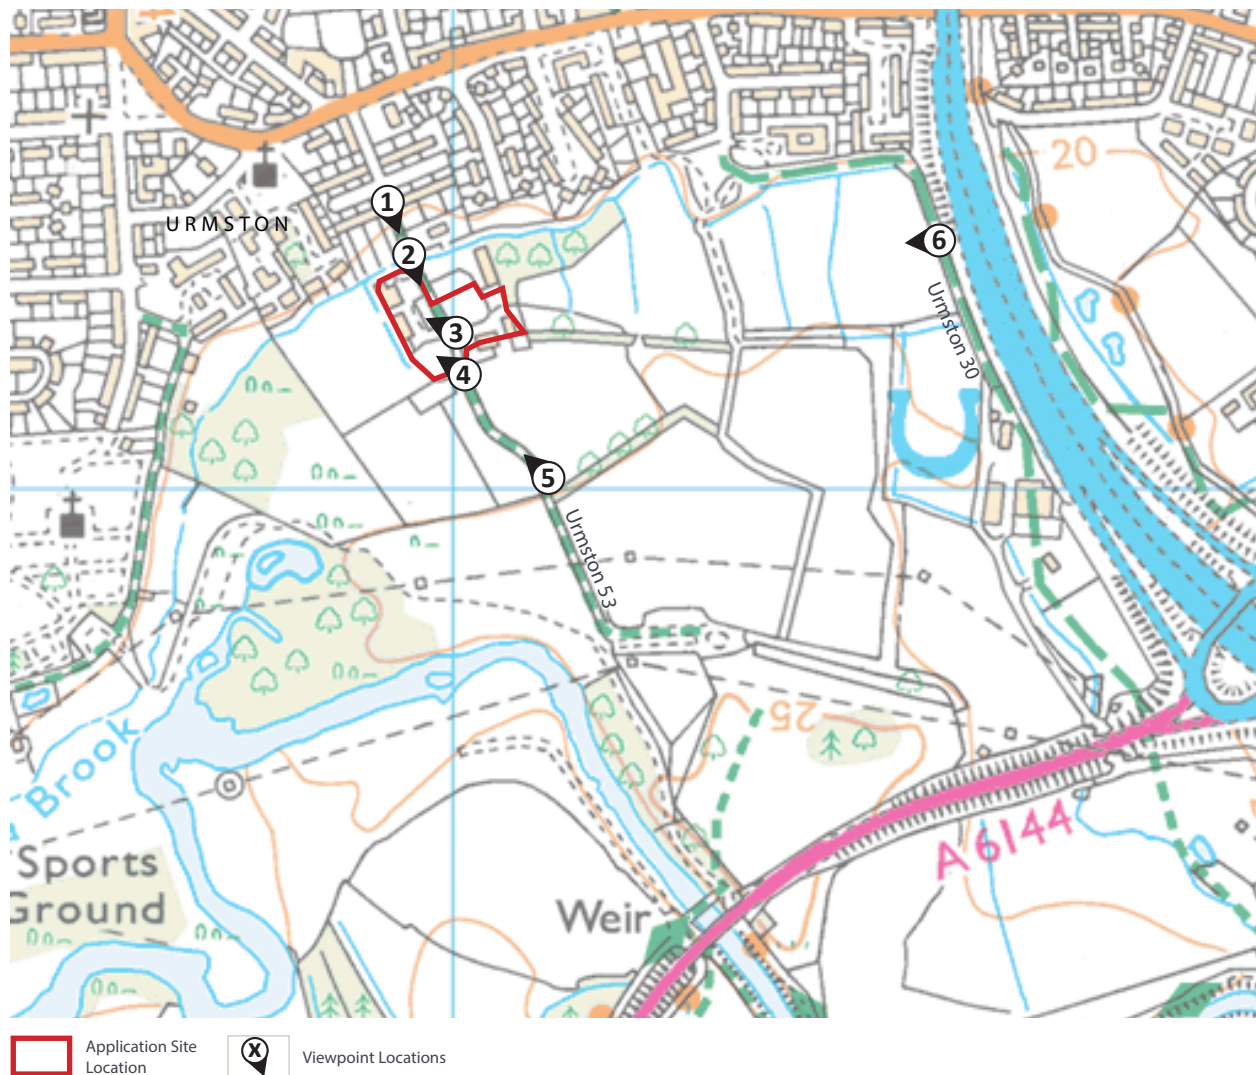 20
1
URMSTON
2
6
3
Urmston 30
4
5
Urmston 53
25
Brook
A6144
Sports
Ground
Weir
X
Application Site
Location
Viewpoint Locations